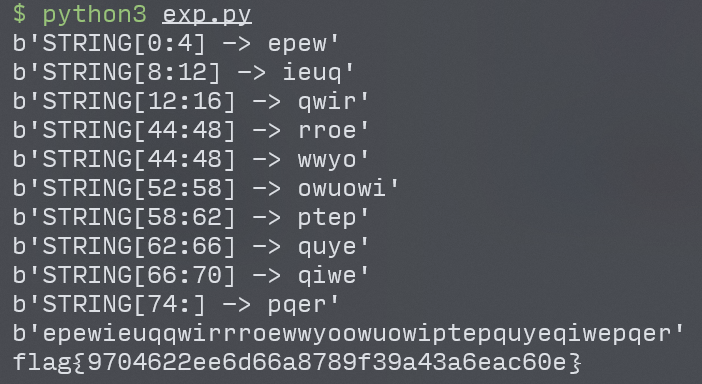 $ python3 exp.py
b'STRING[0:4] -> epew'
b'STRING[8:12] -> ieuq'
b'STRING[12:16] -> qwir'
b'STRING[44:48] -> rroe'
b'STRING[44:48] -> wwyo'
b'STRING[52:58] -> owuowi'
b'STRING[58:62] -> ptep'
b'STRING[62:66] -> quye'
b'STRING[66:70] -> qiwe'
b'STRING[74:] -> pqer'
b'epewieuqqwirrroewwyoowuowiptepquyeqiwepqer'
flag{9704622ee6d66a8789f39a43a6eac60e}